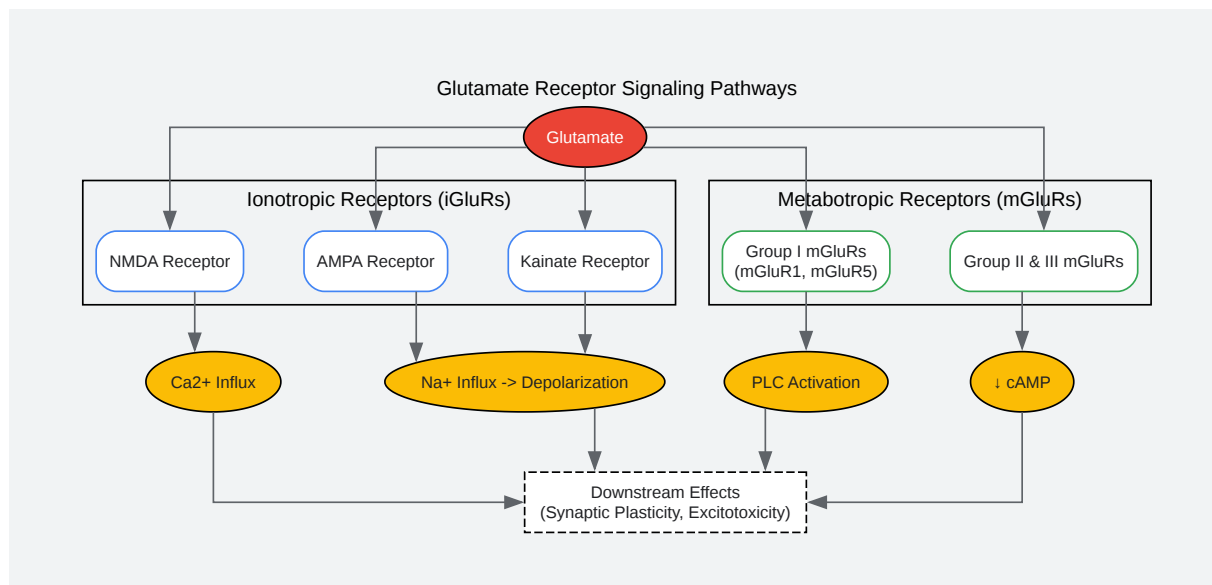 Glutamate Receptor Signaling Pathways
Glutamate
Ionotropic Receptors (iGluRs)
Metabotropic Receptors (mGluRs)
NMDA Receptor
AMPA Receptor
Kainate Receptor
Group I mGluRs
(mGluR1, mGluR5)
Group II & III mGluRs
Ca2+ Influx
Na+ Influx -> Depolarization
PLC Activation
↓ cAMP
Downstream Effects
(Synaptic Plasticity, Excitotoxicity)